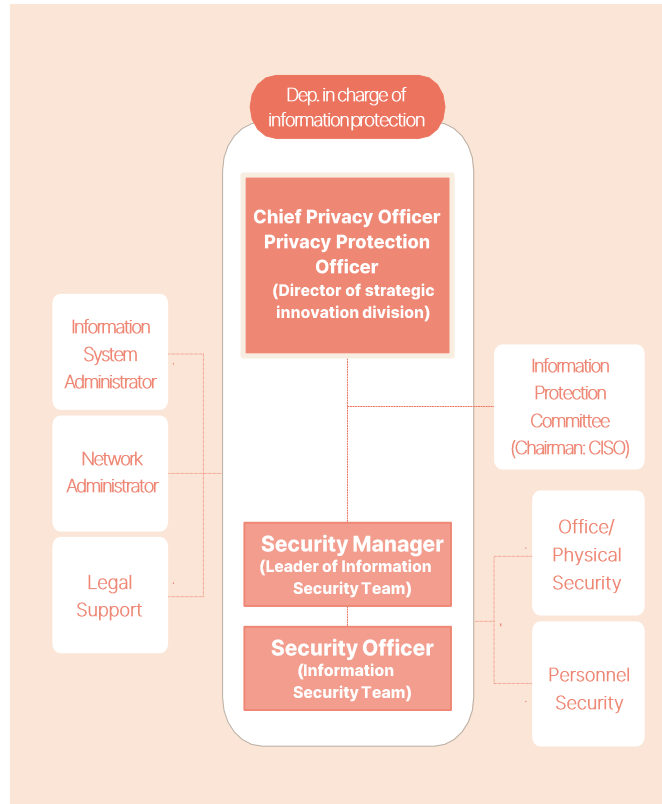 Dep. in charge of
information protection
Chief Privacy Officer
Privacy Protection
Officer
(Director of strategic
innovation division)
Information
System
Administrator
Network
Administrator
Legal
Support
Information
Protection
Committee
(Chairman: CISO)
Security Manager
(Leader of Information
Security Team)
Security Officer
(Information
Security Team)
Office/
Physical
Security
Personnel
Security